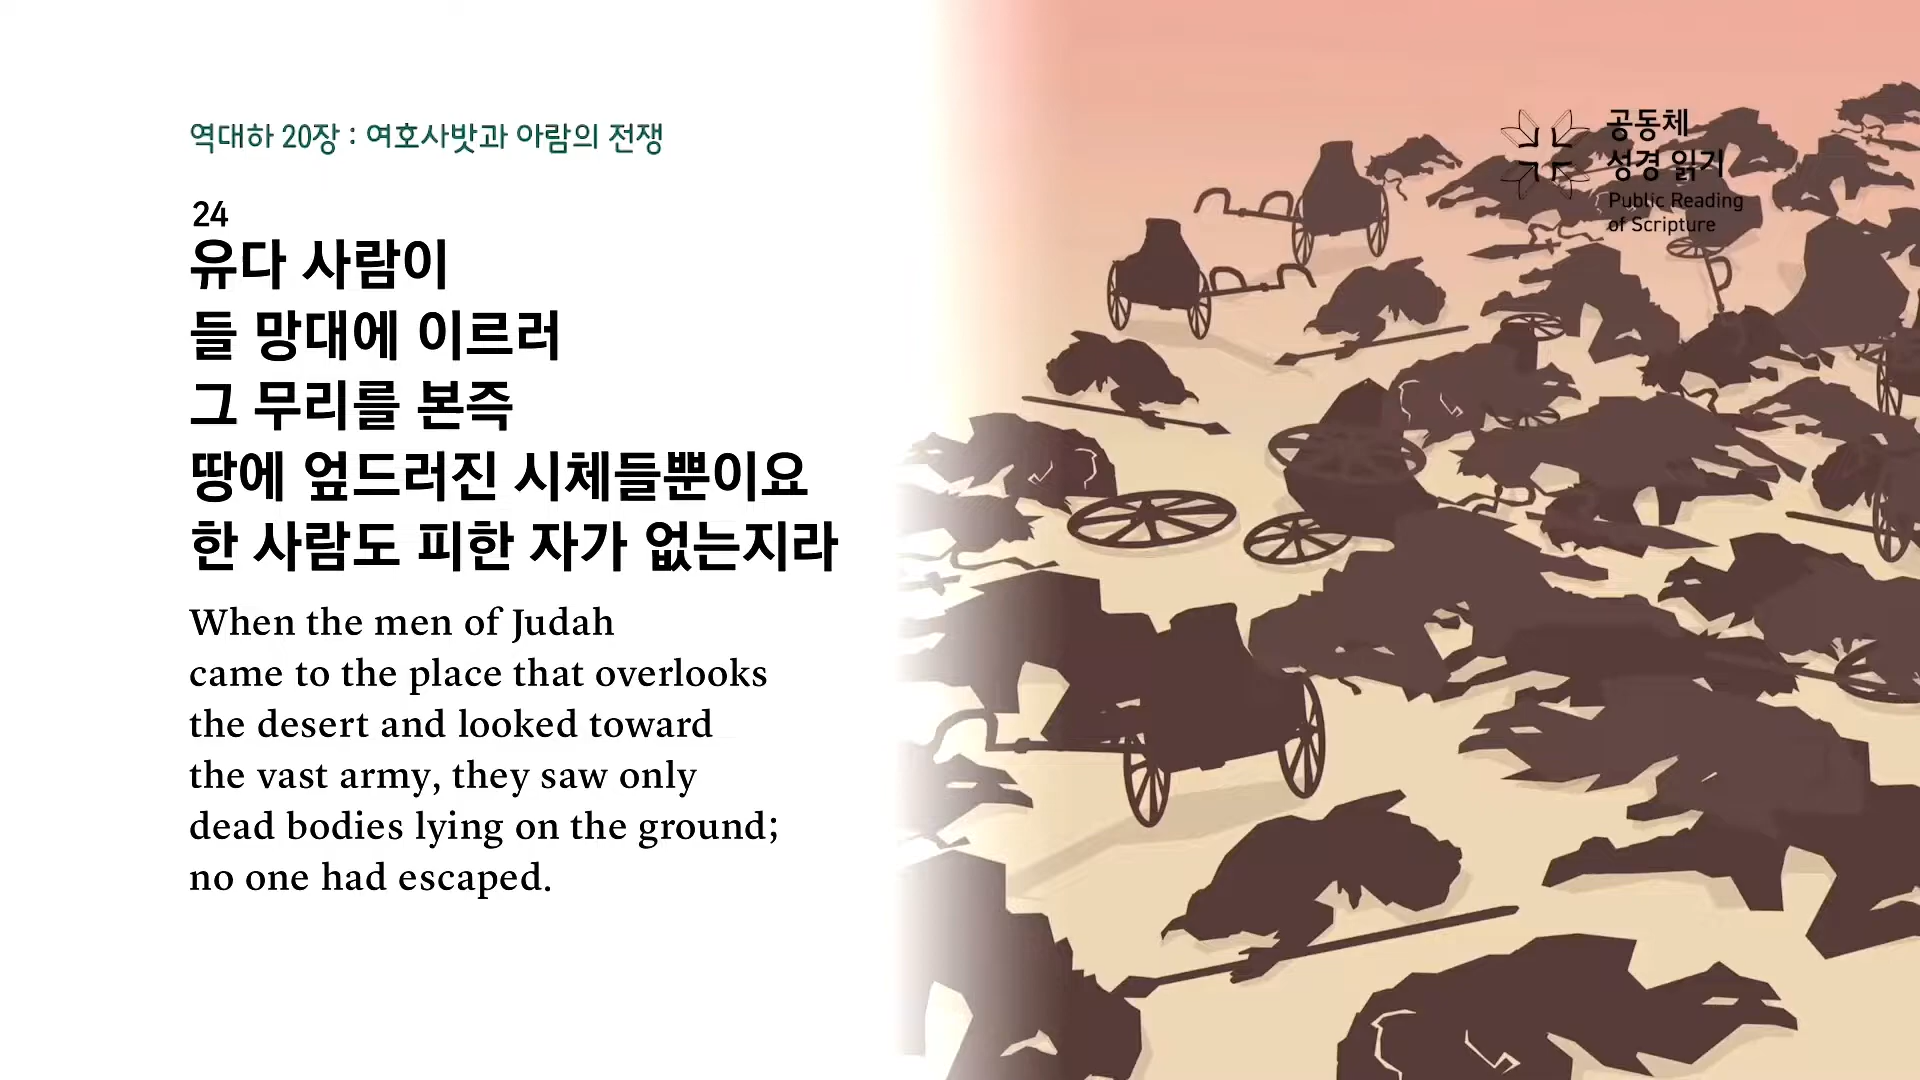 역대하 20장 : 여호사밧과 아람의 전쟁
24
유다 사람이
들 망대에 이르러
그 무리를 본즉
땅에 엎드러진 시체들뿐이요
한 사람도 피한 자가 없는지라
When the men of Judah
came to the place that overlooks
the desert and looked toward
the vast army, they saw only
dead bodies lying on the ground;
no one had escaped.
공동체
성경 읽기
Public Reading
of Scripture